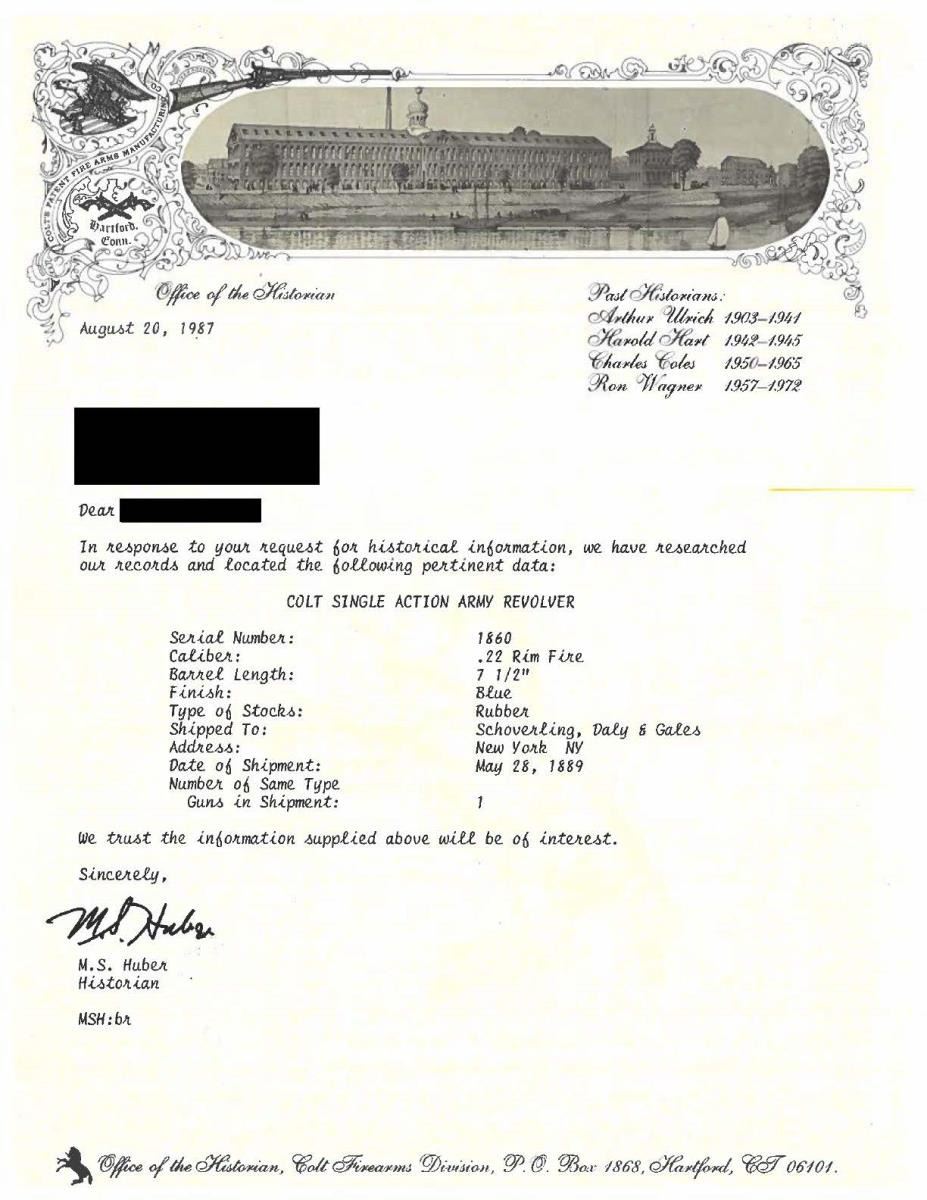 COLT'S PATENT FIRE ARMS MANUFACTURING CO
Hartford,
Conn.
Office of the Historian
August 20, 1987
Past Historians:
Arthur Ulrich 1903–1941
Harold Hart 1942–1945
Charles Coles 1950–1965
Ron Wagner 1957–1972
Dear
In response to your request for historical information, we have researched
our records and located the following pertinent data:
COLT SINGLE ACTION ARMY REVOLVER
Serial Number: 1860
Caliber: .22 Rim Fire
Barrel Length: 7 1/2"
Finish: Blue
Type of Stocks: Rubber
Shipped To: Schoverling, Daly & Gales
Address: New York NY
Date of Shipment: May 28, 1889
Number of Same Type
Guns in Shipment: 1
We trust the information supplied above will be of interest.
Sincerely,
M.S. Huber
M.S. Huber
Historian
MSH:br
Office of the Historian, Colt Firearms Division, P.O. Box 1868, Hartford, CT 06101.